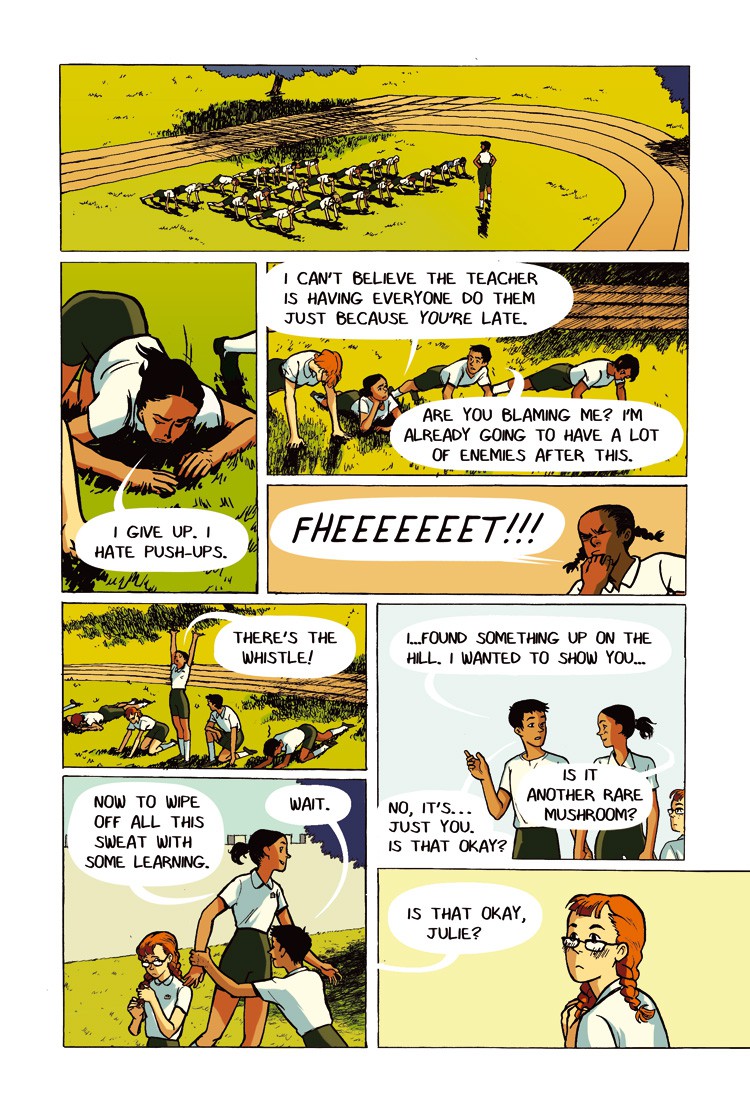 I GIVE UP. I
HATE PUSH-UPS.
I CAN'T BELIEVE THE TEACHER
IS HAVING EVERYONE DO THEM
JUST BECAUSE YOU'RE LATE.
ARE YOU BLAMING ME? I'M
ALREADY GOING TO HAVE A LOT
OF ENEMIES AFTER THIS.
FHEEEEEEET!!!
THERE'S THE
WHISTLE!
NOW TO WIPE
OFF ALL THIS
SWEAT WITH
SOME LEARNING.
WAIT.
I...FOUND SOMETHING UP ON THE
HILL. I WANTED TO SHOW YOU...
IS IT
ANOTHER RARE
MUSHROOM?
NO, IT'S...
JUST YOU.
IS THAT OKAY?
IS THAT OKAY,
JULIE?